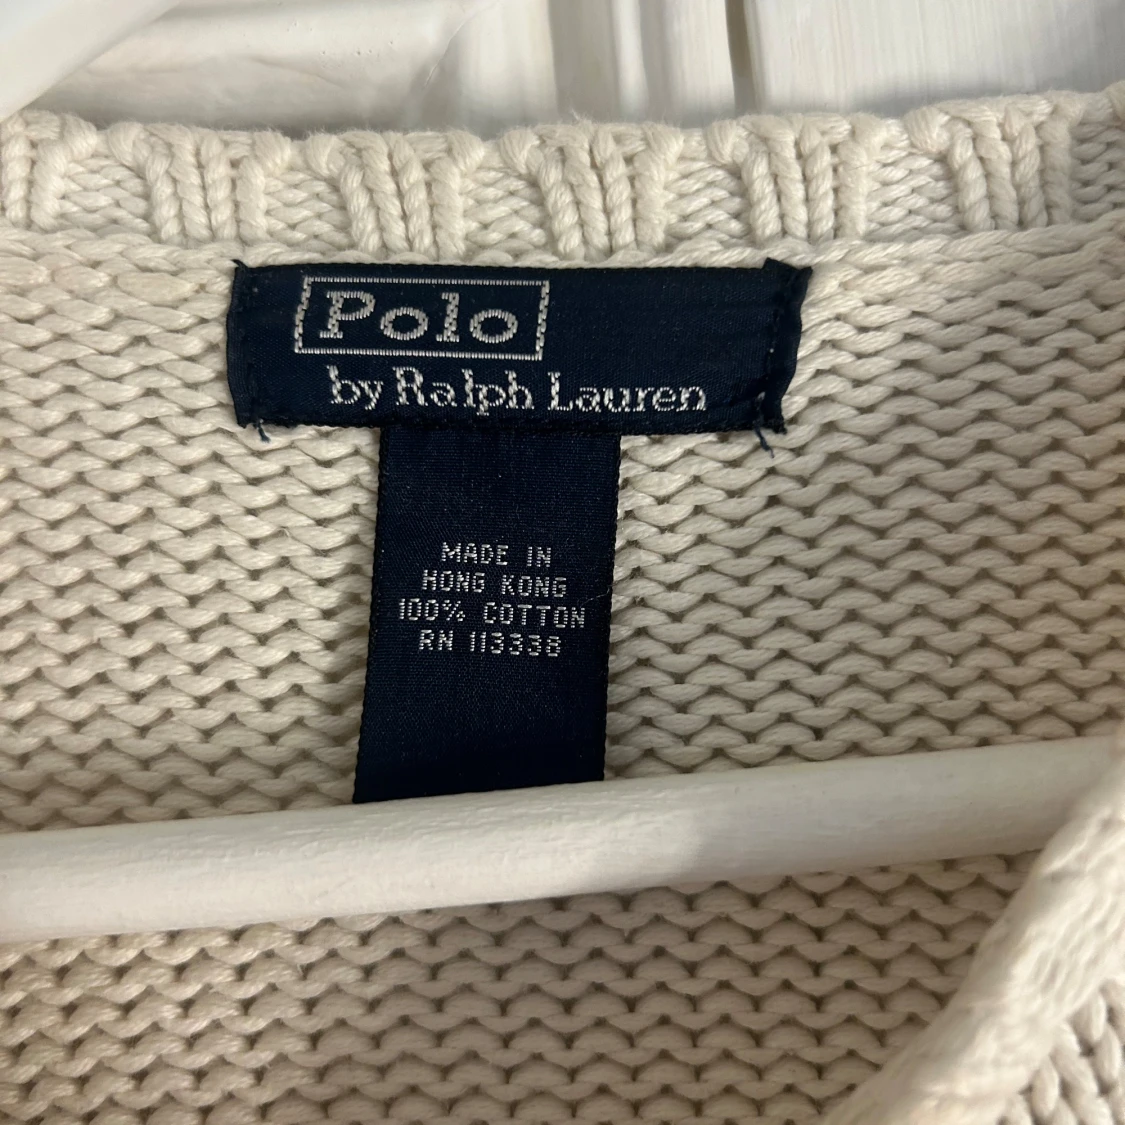 Polo
by Ralph Lauren
MADE IN
HONG KONG
100% COTTON
RN 113338